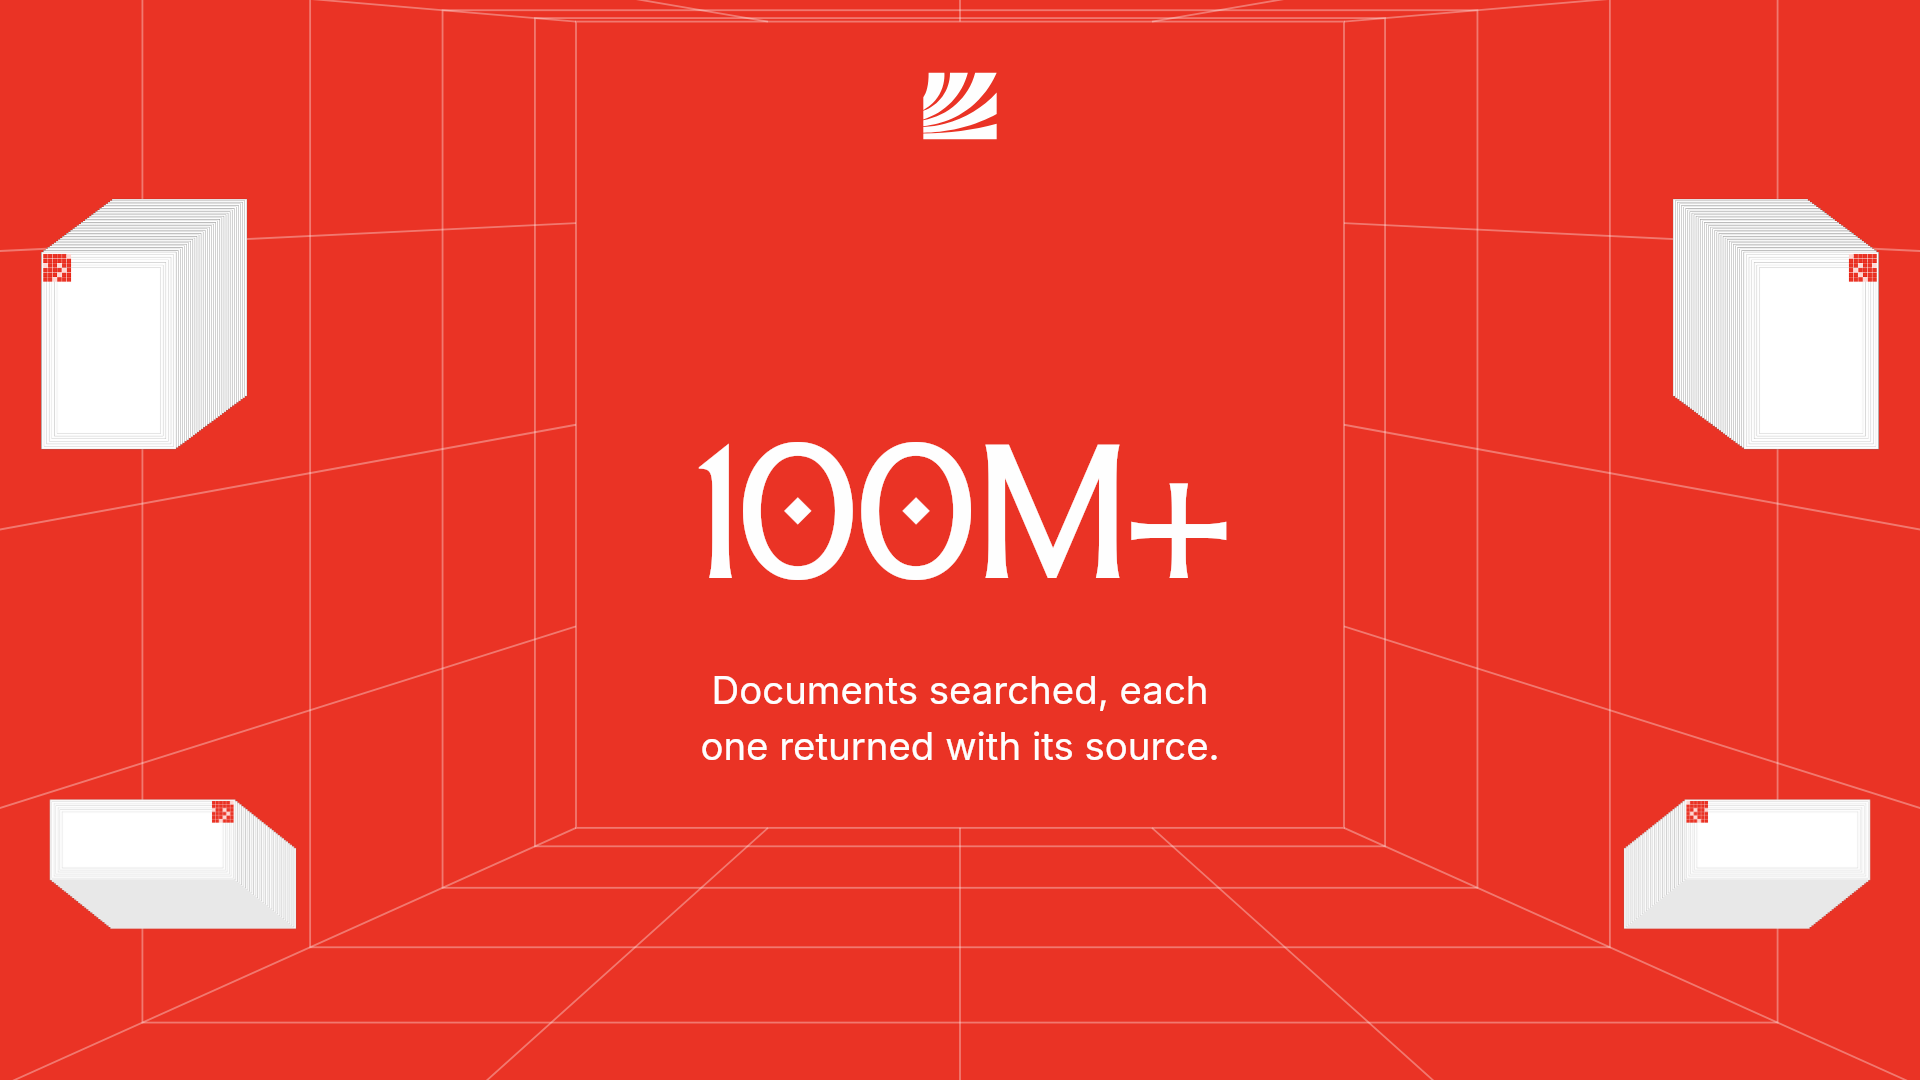 100M+
Documents searched, each
one returned with its source.